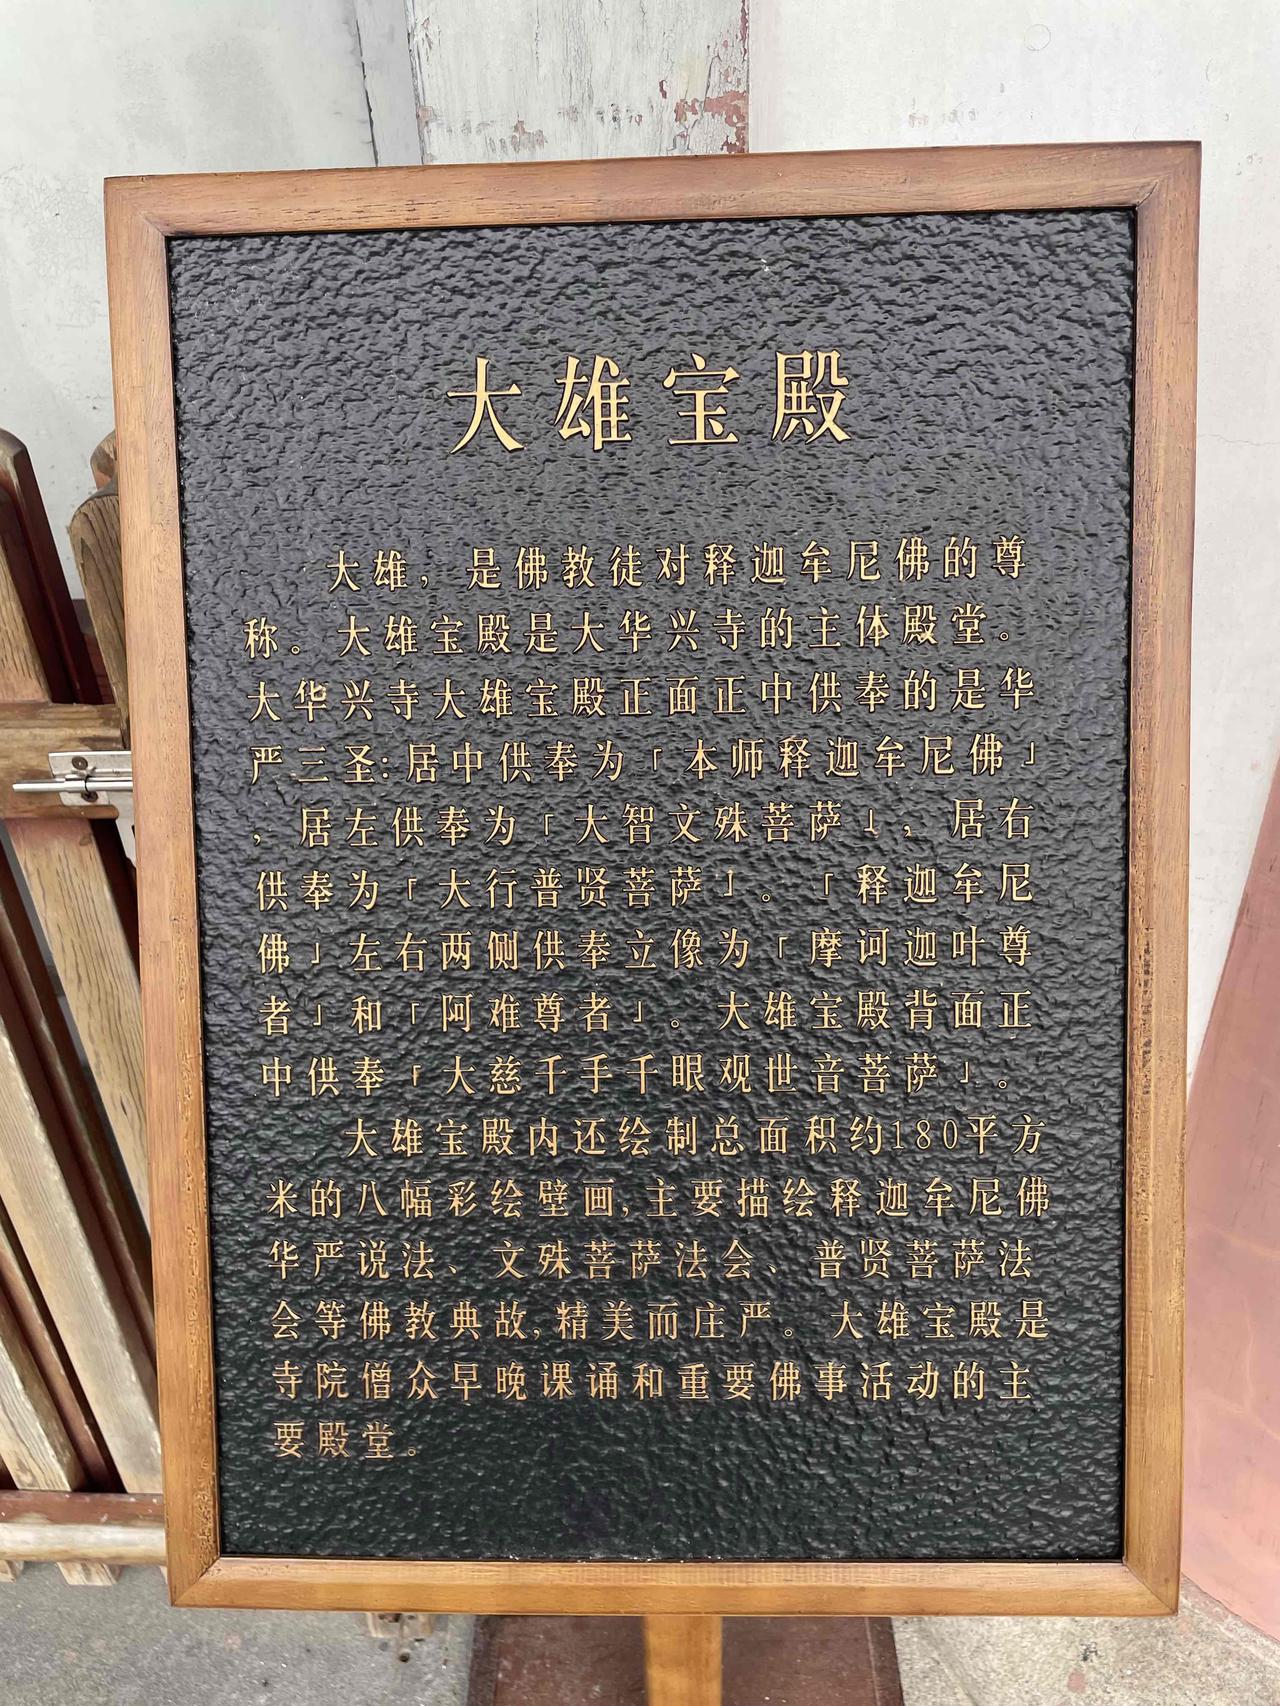 大雄宝殿
大雄，是佛教徒对释迦牟尼佛的尊
称。大雄宝殿是大华兴寺的主体殿堂。
大华兴寺大雄宝殿正面正中供奉的是华
严三圣:居中供奉为「本师释迦牟尼佛」
，居左供奉为「大智文殊菩萨」，居右
供奉为「大行普贤菩萨」。「释迦牟尼
佛」左右两侧供奉立像为「摩诃迦叶尊
者」和「阿难尊者」。大雄宝殿背面正
中供奉「大慈千手千眼观世音菩萨」。
大雄宝殿内还绘制总面积约180平方
米的八幅彩绘壁画,主要描绘释迦牟尼佛
华严说法、文殊菩萨法会、普贤菩萨法
会等佛教典故,精美而庄严。大雄宝殿是
寺院僧众早晚课诵和重要佛事活动的主
要殿堂。